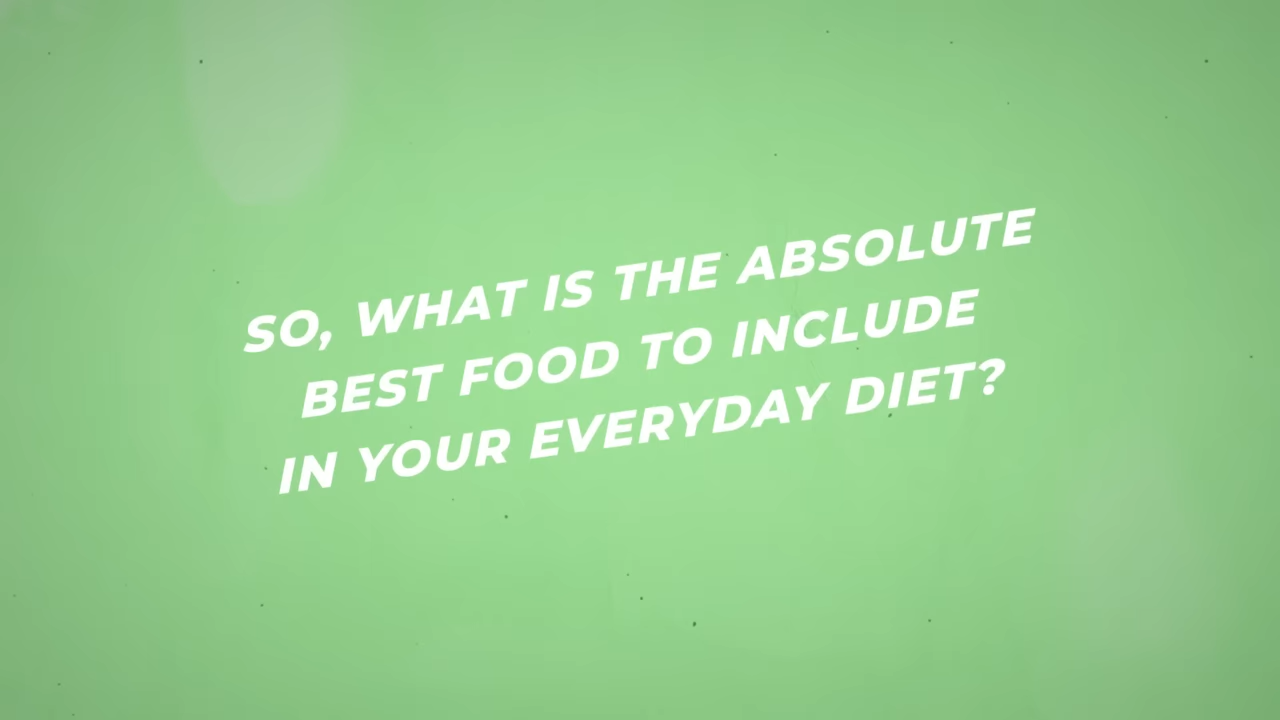 SO, WHAT IS THE ABSOLUTE
BEST FOOD TO INCLUDE
IN YOUR EVERYDAY DIET?